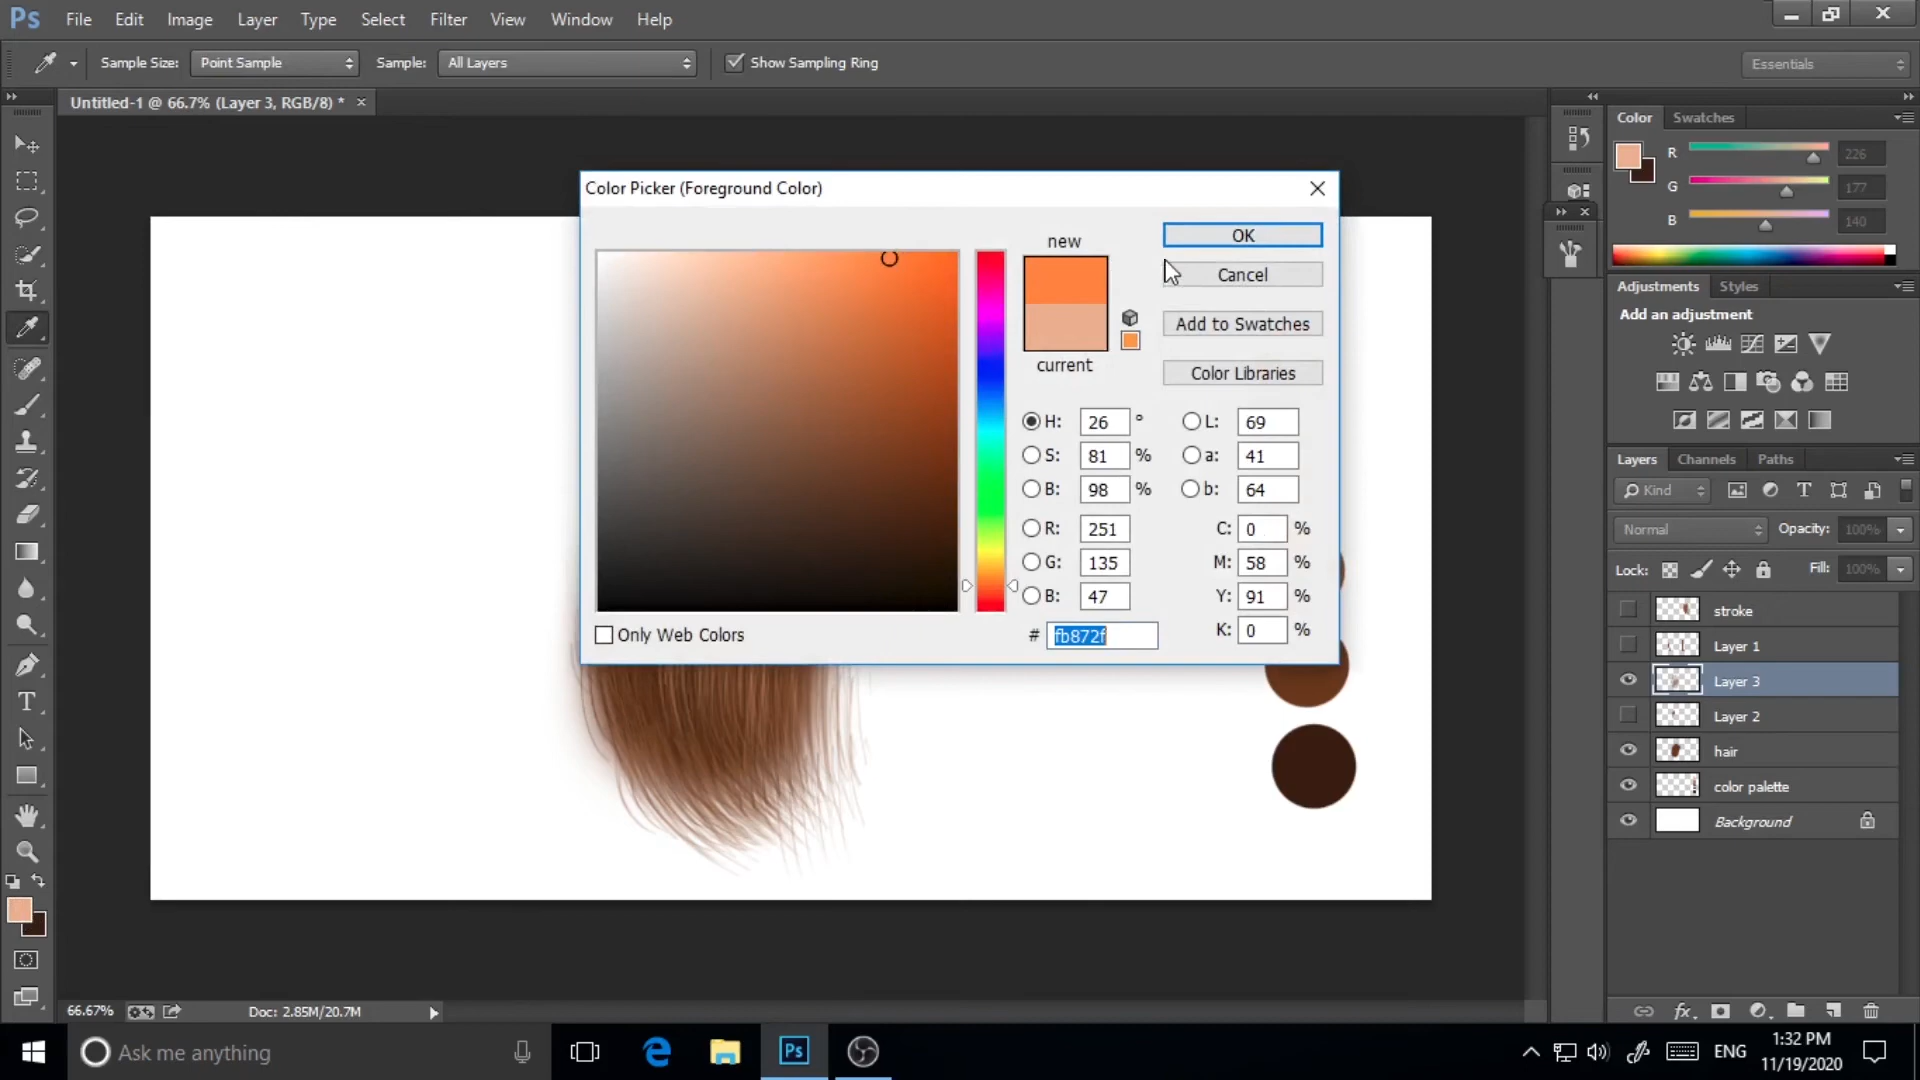 Ps File Edit Image Layer Type Select Filter View Window Help
Sample Size: Point Sample Sample: All Layers Show Sampling Ring Essentials
Untitled-1 @ 66.7% (Layer 3, RGB/8) *
Color Swatches
R 226
G 177
B 140
Adjustments Styles
Add an adjustment
Layers Channels Paths
Kind
Normal Opacity: 100%
Lock: Fill: 100%
stroke
Layer 1
Layer 3
Layer 2
hair
color palette
Background
Color Picker (Foreground Color)
new
current
OK
Cancel
Add to Swatches
Color Libraries
H: 26 ° L: 69
S: 81 % a: 41
B: 98 % b: 64
R: 251 C: 0 %
G: 135 M: 58 %
B: 47 Y: 91 %
# fb872f K: 0 %
Only Web Colors
T
66.67% Doc: 2.85M/20.7M
Ask me anything
Ps
ENG
1:32 PM
11/19/2020